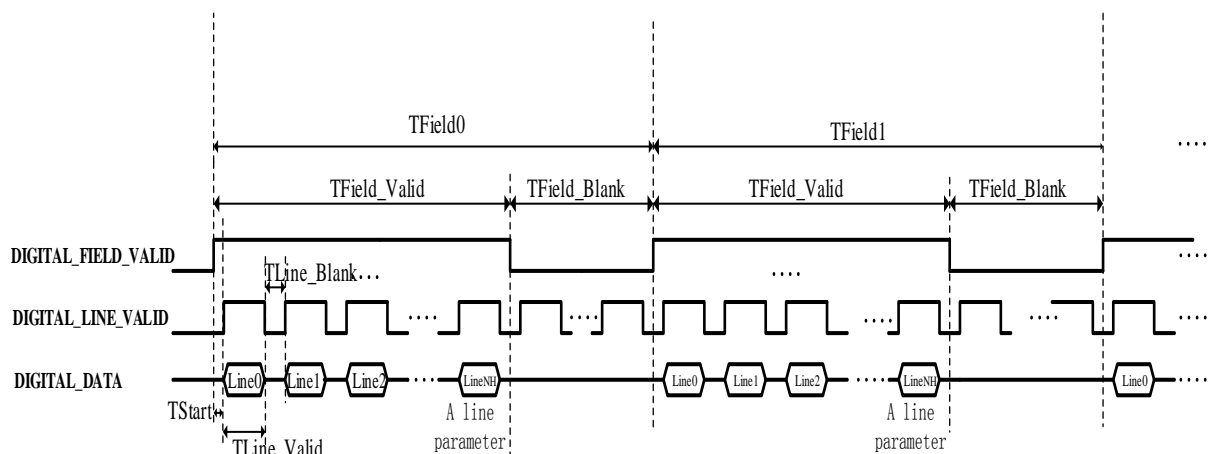 TField0
TField1
....
TField_Valid
TField_Blank
TField_Valid
TField_Blank
DIGITAL_FIELD_VALID
TLine_Blank...
....
....
DIGITAL_LINE_VALID
....
....
....
....
....
DIGITAL_DATA
Line0
Line1
Line2
....
LineNH
Line0
Line1
Line2
....
LineNH
Line0
....
TStart
A line
parameter
A line
parameter
TLine_Valid